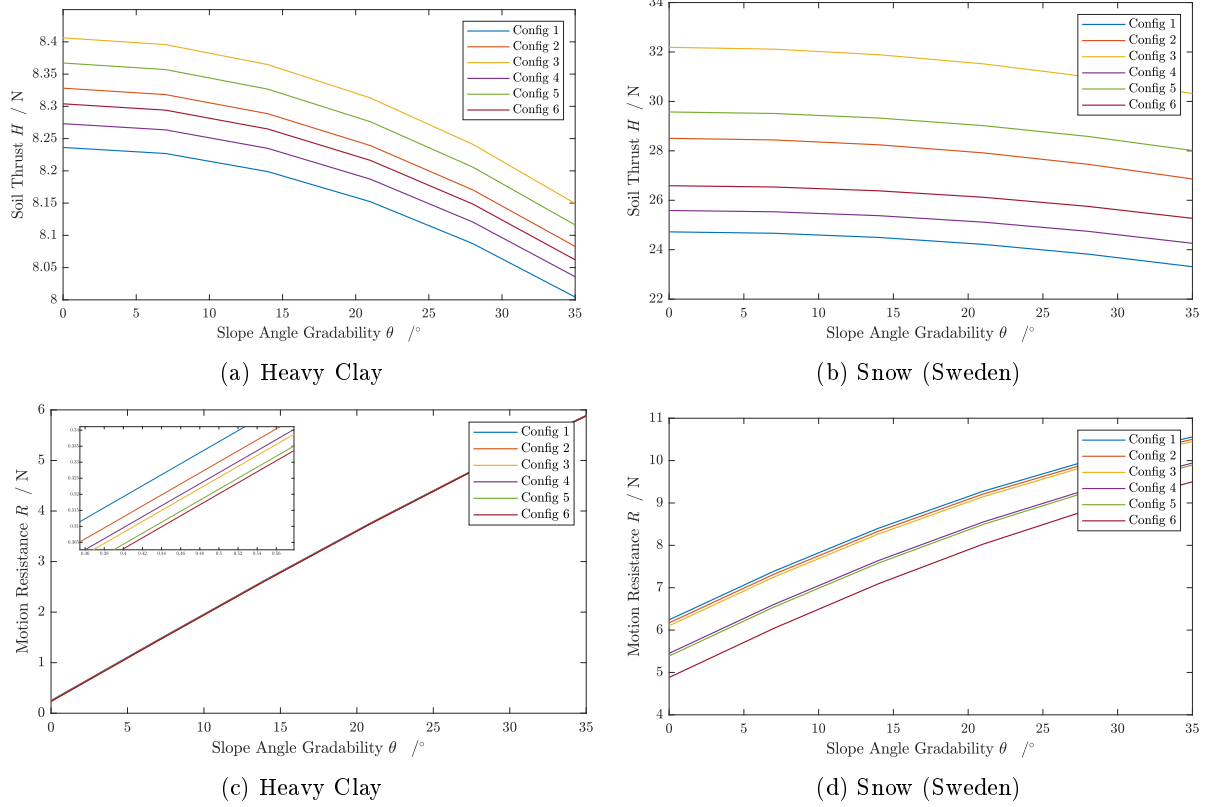 8.4
8.35
8.3
8.25
8.2
8.15
8.1
8.05
8
Soil Thrust H / N
Config 1
Config 2
Config 3
Config 4
Config 5
Config 6
0 5 10 15 20 25 30 35
Slope Angle Gradability θ /°
(a) Heavy Clay
34
32
30
28
26
24
22
Soil Thrust H / N
Config 1
Config 2
Config 3
Config 4
Config 5
Config 6
0 5 10 15 20 25 30 35
Slope Angle Gradability θ /°
(b) Snow (Sweden)
6
5
4
3
2
1
0
Motion Resistance R / N
Config 1
Config 2
Config 3
Config 4
Config 5
Config 6
0 5 10 15 20 25 30 35
Slope Angle Gradability θ /°
(c) Heavy Clay
11
10
9
8
7
6
5
4
Motion Resistance R / N
Config 1
Config 2
Config 3
Config 4
Config 5
Config 6
0 5 10 15 20 25 30 35
Slope Angle Gradability θ /°
(d) Snow (Sweden)